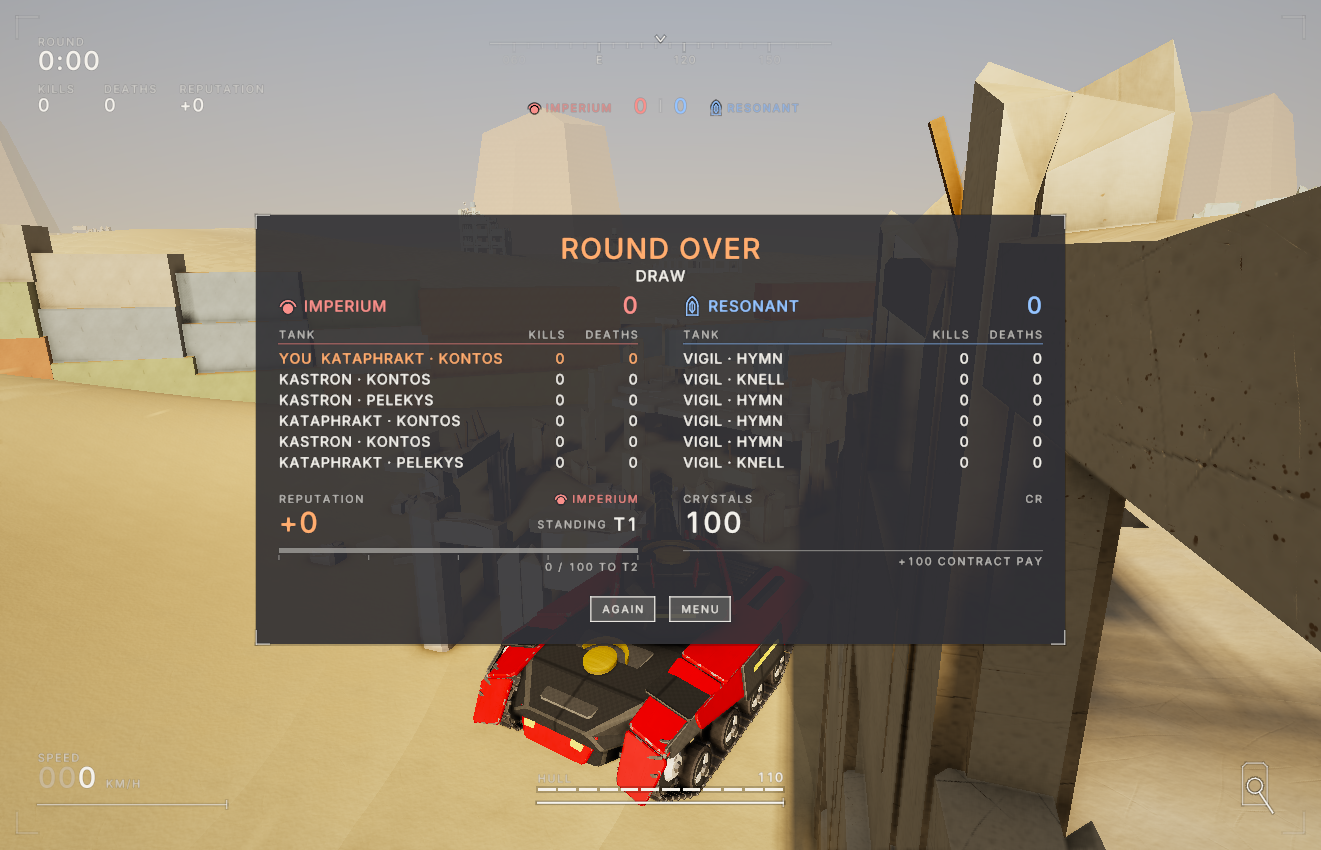 ROUND
0:00
KILLS DEATHS REPUTATION
0 0 +0
E 120
IMPERIUM 0 | 0 RESONANT
ROUND OVER
DRAW
IMPERIUM 0
TANK KILLS DEATHS
YOU KATAPHRAKT · KONTOS 0 0
KASTRON · KONTOS 0 0
KASTRON · PELEKYS 0 0
KATAPHRAKT · KONTOS 0 0
KASTRON · KONTOS 0 0
KATAPHRAKT · PELEKYS 0 0
RESONANT 0
TANK KILLS DEATHS
VIGIL · HYMN 0 0
VIGIL · KNELL 0 0
VIGIL · HYMN 0 0
VIGIL · HYMN 0 0
VIGIL · HYMN 0 0
VIGIL · KNELL 0 0
REPUTATION IMPERIUM
+0 STANDING T1
0 / 100 TO T2
CRYSTALS CR
100
+100 CONTRACT PAY
AGAIN MENU
SPEED
000 KM/H
HULL 110